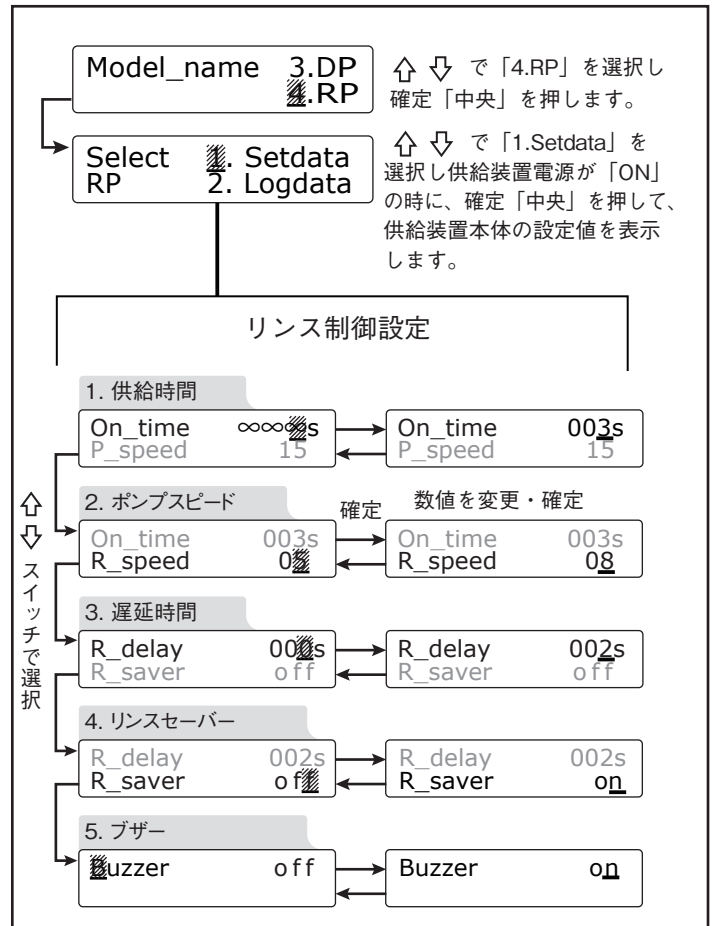 Model_name 3.DP
4.RP
で「4.RP」を選択し
確定「中央」を押します。
Select 1. Setdata
RP 2. Logdata
で「1.Setdata」を
選択し供給装置電源が「ON」
の時に、確定「中央」を押して、
供給装置本体の設定値を表示
します。
リンス制御設定
1. 供給時間
On_time ∞∞∞s
P_speed 15
On_time 003s
P_speed 15
2. ポンプスピード
確定
数値を変更・確定
On_time 003s
R_speed 05
On_time 003s
R_speed 08
スイッチで選択
3. 遅延時間
R_delay 000s
R_saver off
R_delay 002s
R_saver off
4. リンスセーバー
R_delay 002s
R_saver off
R_delay 002s
R_saver on
5. ブザー
Buzzer off
Buzzer on